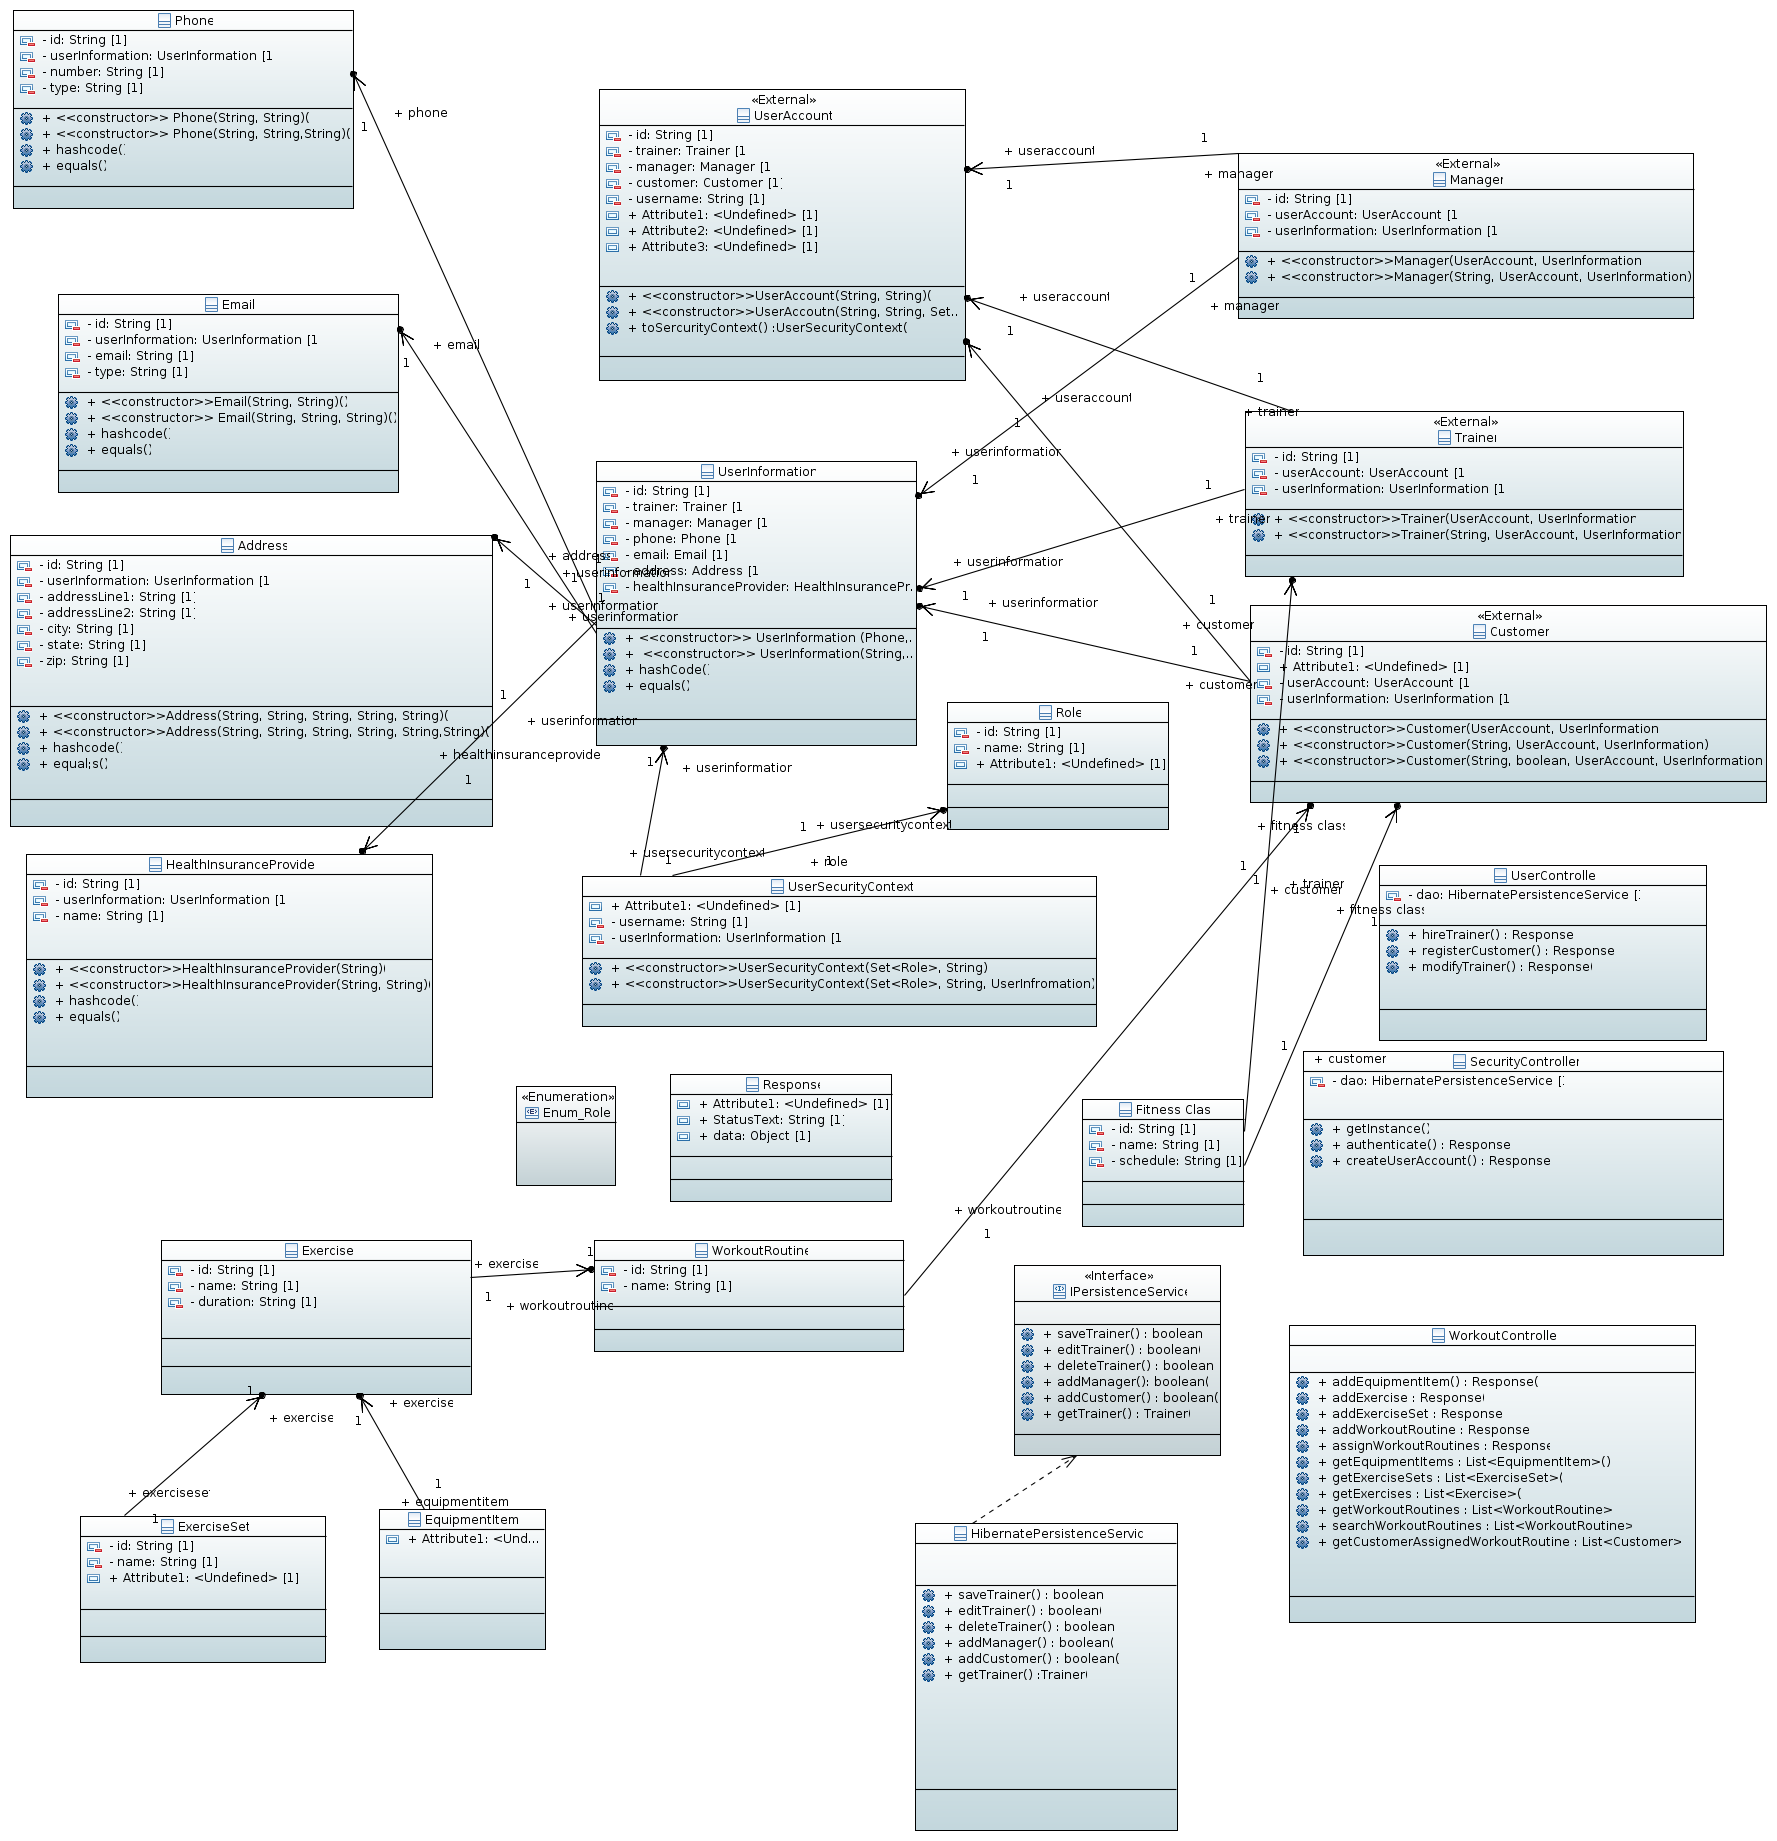 Phone
- id: String [1]
- userInformation: UserInformation [1
- number: String [1]
- type: String [1]
+ <<constructor>> Phone(String, String)(
+ <<constructor>> Phone(String, String,String)(
+ hashcode(
+ equals()
+ phone
1
Email
- id: String [1]
- userInformation: UserInformation [1
- email: String [1]
- type: String [1]
+ <<constructor>>Email(String, String)()
+ <<constructor>> Email(String, String, String)()
+ hashcode(
+ equals()
+ email
1
Address
- id: String [1]
- userInformation: UserInformation [1
- addressLine1: String [1]
- addressLine2: String [1]
- city: String [1]
- state: String [1]
- zip: String [1]
+ <<constructor>>Address(String, String, String, String, String)(
+ <<constructor>>Address(String, String, String, String, String,String)(
+ hashcode(
+ equal;s()
+ address
1
+ userinformation
1
+ userinformation
1
+ userinformation
1
+ userinformation
1
+ healthinsuranceprovide
1
HealthInsuranceProvide
- id: String [1]
- userInformation: UserInformation [1
- name: String [1]
+ <<constructor>>HealthInsuranceProvider(String)(
+ <<constructor>>HealthInsuranceProvider(String, String)(
+ hashcode(
+ equals()
«External»
UserAccount
- id: String [1]
- trainer: Trainer [1
- manager: Manager [1
- customer: Customer [1]
- username: String [1]
+ Attribute1: <Undefined> [1]
+ Attribute2: <Undefined> [1]
+ Attribute3: <Undefined> [1]
+ <<constructor>>UserAccount(String, String)(
+ <<constructor>>UserAccoutn(String, String, Set..
+ toSercurityContext() :UserSecurityContext(
+ useraccount
1
1
+ manager
«External»
Manager
- id: String [1]
- userAccount: UserAccount [1
- userInformation: UserInformation [1
+ <<constructor>>Manager(UserAccount, UserInformation
+ <<constructor>>Manager(String, UserAccount, UserInformation)
1
+ manager
+ useraccount
1
1
+ trainer
+ useraccount
1
+ userinformation
1
«External»
Trainer
- id: String [1]
- userAccount: UserAccount [1
- userInformation: UserInformation [1
+ <<constructor>>Trainer(UserAccount, UserInformation
+ <<constructor>>Trainer(String, UserAccount, UserInformation
1
+ trainer
+ userinformation
1
+ userinformation
1
1
+ customer
1
+ customer
UserInformation
- id: String [1]
- trainer: Trainer [1
- manager: Manager [1
- phone: Phone [1
- email: Email [1]
- address: Address [1
- healthInsuranceProvider: HealthInsurancePr..
+ <<constructor>> UserInformation (Phone,..
+ <<constructor>> UserInformation(String,..
+ hashCode(
+ equals()
«External»
Customer
- id: String [1]
+ Attribute1: <Undefined> [1]
- userAccount: UserAccount [1
- userInformation: UserInformation [1
+ <<constructor>>Customer(UserAccount, UserInformation
+ <<constructor>>Customer(String, UserAccount, UserInformation)
+ <<constructor>>Customer(String, boolean, UserAccount, UserInformation
Role
- id: String [1]
- name: String [1]
+ Attribute1: <Undefined> [1]
1
+ userinformation
1
+ usersecuritycontext
+ usersecuritycontext
1
+ role
1
UserSecurityContext
+ Attribute1: <Undefined> [1]
- username: String [1]
- userInformation: UserInformation [1
+ <<constructor>>UserSecurityContext(Set<Role>, String)
+ <<constructor>>UserSecurityContext(Set<Role>, String, UserInfromation)
+ fitness class
1
1
1
+ customer
+ trainer
+ fitness class
1
UserControlle
- dao: HibernatePersistenceService [
+ hireTrainer() : Response
+ registerCustomer() : Response
+ modifyTrainer() : Response(
1
+ customer
SecurityController
- dao: HibernatePersistenceService [
+ getInstance()
+ authenticate() : Response
+ createUserAccount() : Response
«Enumeration»
Enum_Role
Response
+ Attribute1: <Undefined> [1]
+ StatusText: String [1]
+ data: Object [1]
Fitness Clas
- id: String [1]
- name: String [1]
- schedule: String [1]
+ workoutroutine
1
Exercise
- id: String [1]
- name: String [1]
- duration: String [1]
+ exercise
1
1
+ workoutroutine
WorkoutRoutine
- id: String [1]
- name: String [1]
«Interface»
IPersistenceService
+ saveTrainer() : boolean
+ editTrainer() : boolean(
+ deleteTrainer() : boolean
+ addManager(): boolean(
+ addCustomer() : boolean(
+ getTrainer() : Trainer(
WorkoutControlle
+ addEquipmentItem() : Response(
+ addExercise : Response(
+ addExerciseSet : Response
+ addWorkoutRoutine : Response
+ assignWorkoutRoutines : Response
+ getEquipmentItems : List<EquipmentItem>()
+ getExerciseSets : List<ExerciseSet>(
+ getExercises : List<Exercise>(
+ getWorkoutRoutines : List<WorkoutRoutine>
+ searchWorkoutRoutines : List<WorkoutRoutine>
+ getCustomerAssignedWorkoutRoutine : List<Customer>
1
+ exercise
1
+ exercise
+ exercisese
1
1
+ equipmentitem
ExerciseSet
- id: String [1]
- name: String [1]
+ Attribute1: <Undefined> [1]
EquipmentItem
+ Attribute1: <Und...
HibernatePersistenceServic
+ saveTrainer() : boolean
+ editTrainer() : boolean(
+ deleteTrainer() : boolean
+ addManager() : boolean(
+ addCustomer() : boolean(
+ getTrainer() :Trainer(